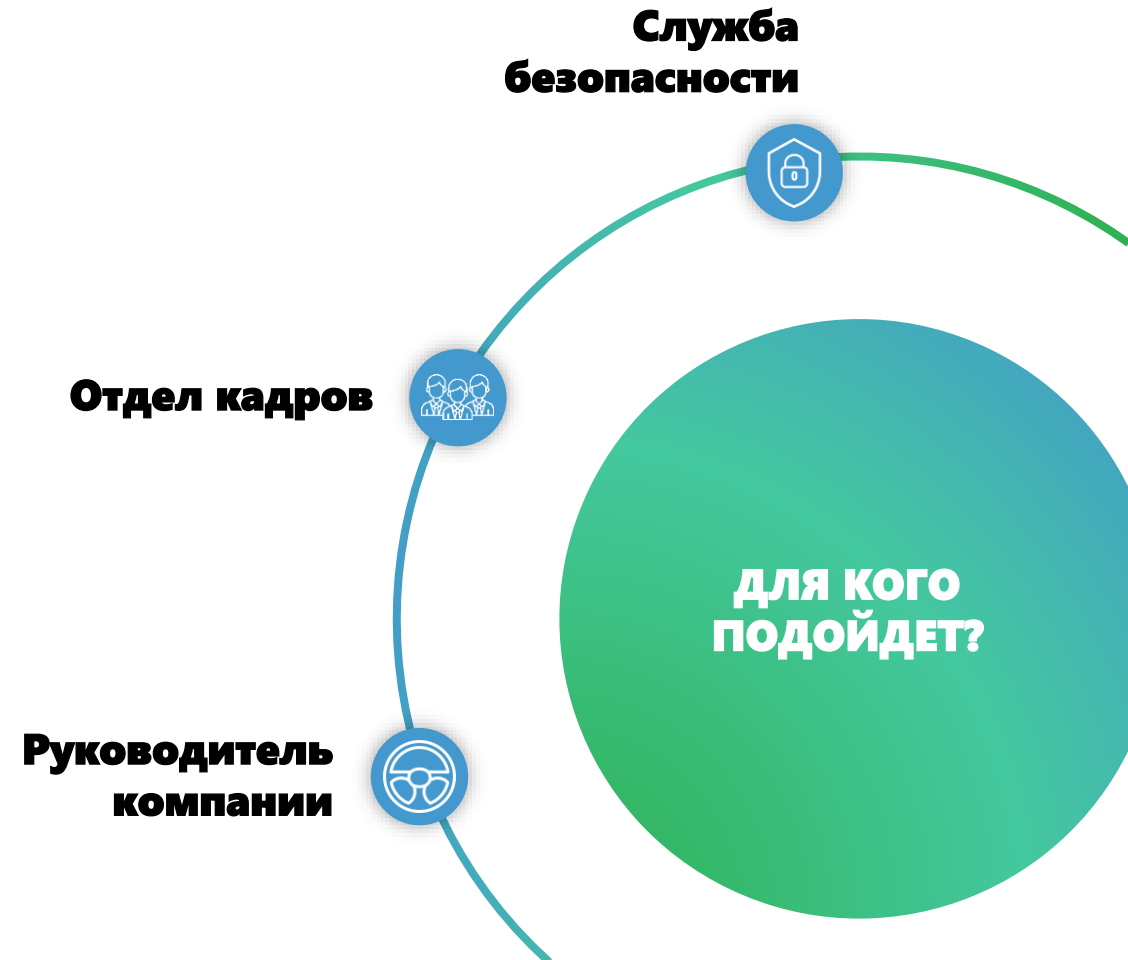 Служба
безопасности
Отдел кадров
ДЛЯ КОГО
ПОДОЙДЕТ?
Руководитель
компании